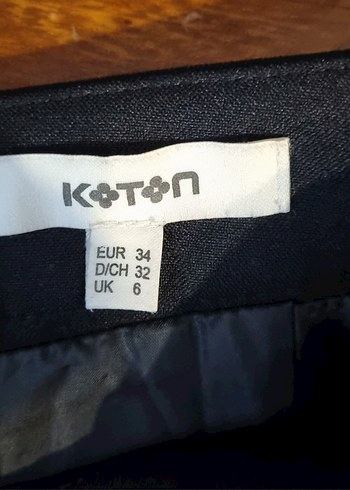 KOTON
EUR 34
D/CH 32
UK 6